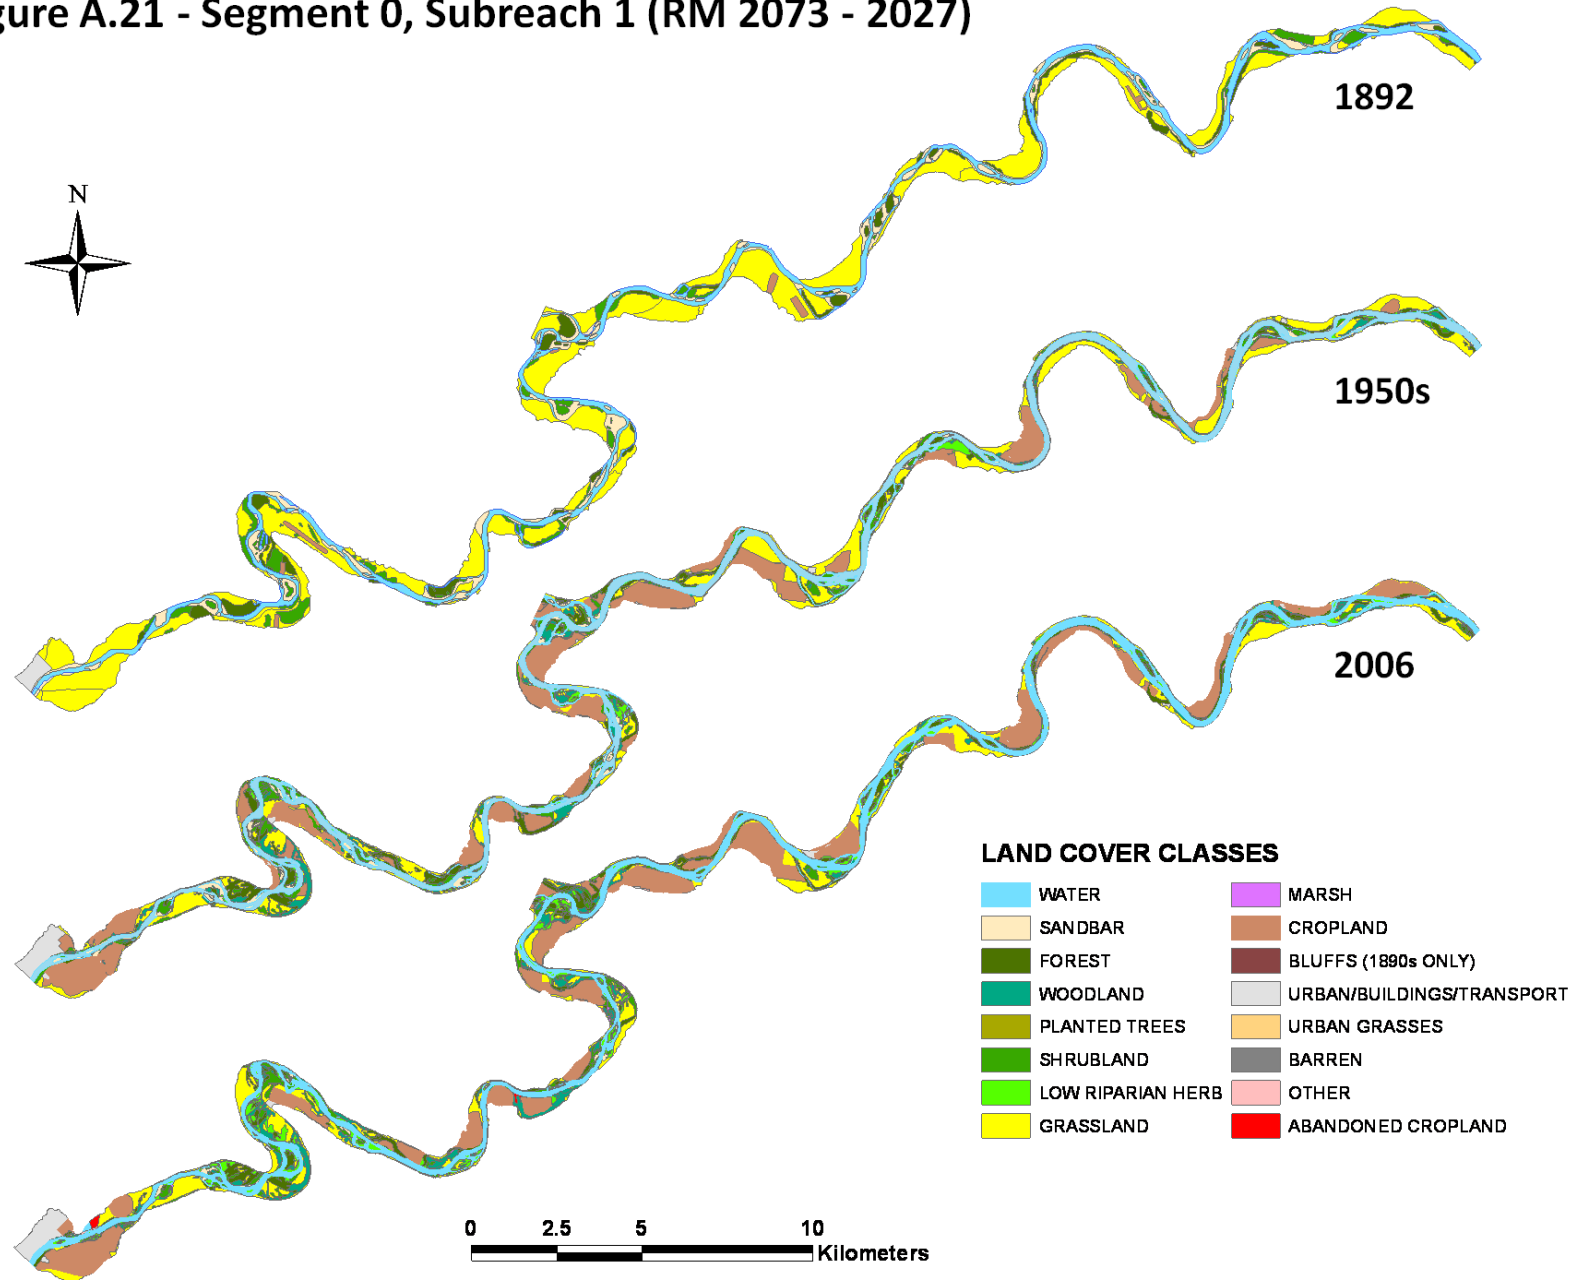 gure A.21 - Segment 0, Subreach 1 (RM 2073 - 2027)
1892
N
1950s
2006
LAND COVER CLASSES
WATER
SANDBAR
FOREST
WOODLAND
PLANTED TREES
SHRUBLAND
LOW RIPARIAN HERB
GRASSLAND
MARSH
CROPLAND
BLUFFS (1890s ONLY)
URBAN/BUILDINGS/TRANSPORT
URBAN GRASSES
BARREN
OTHER
ABANDONED CROPLAND
0 2.5 5 10
Kilometers